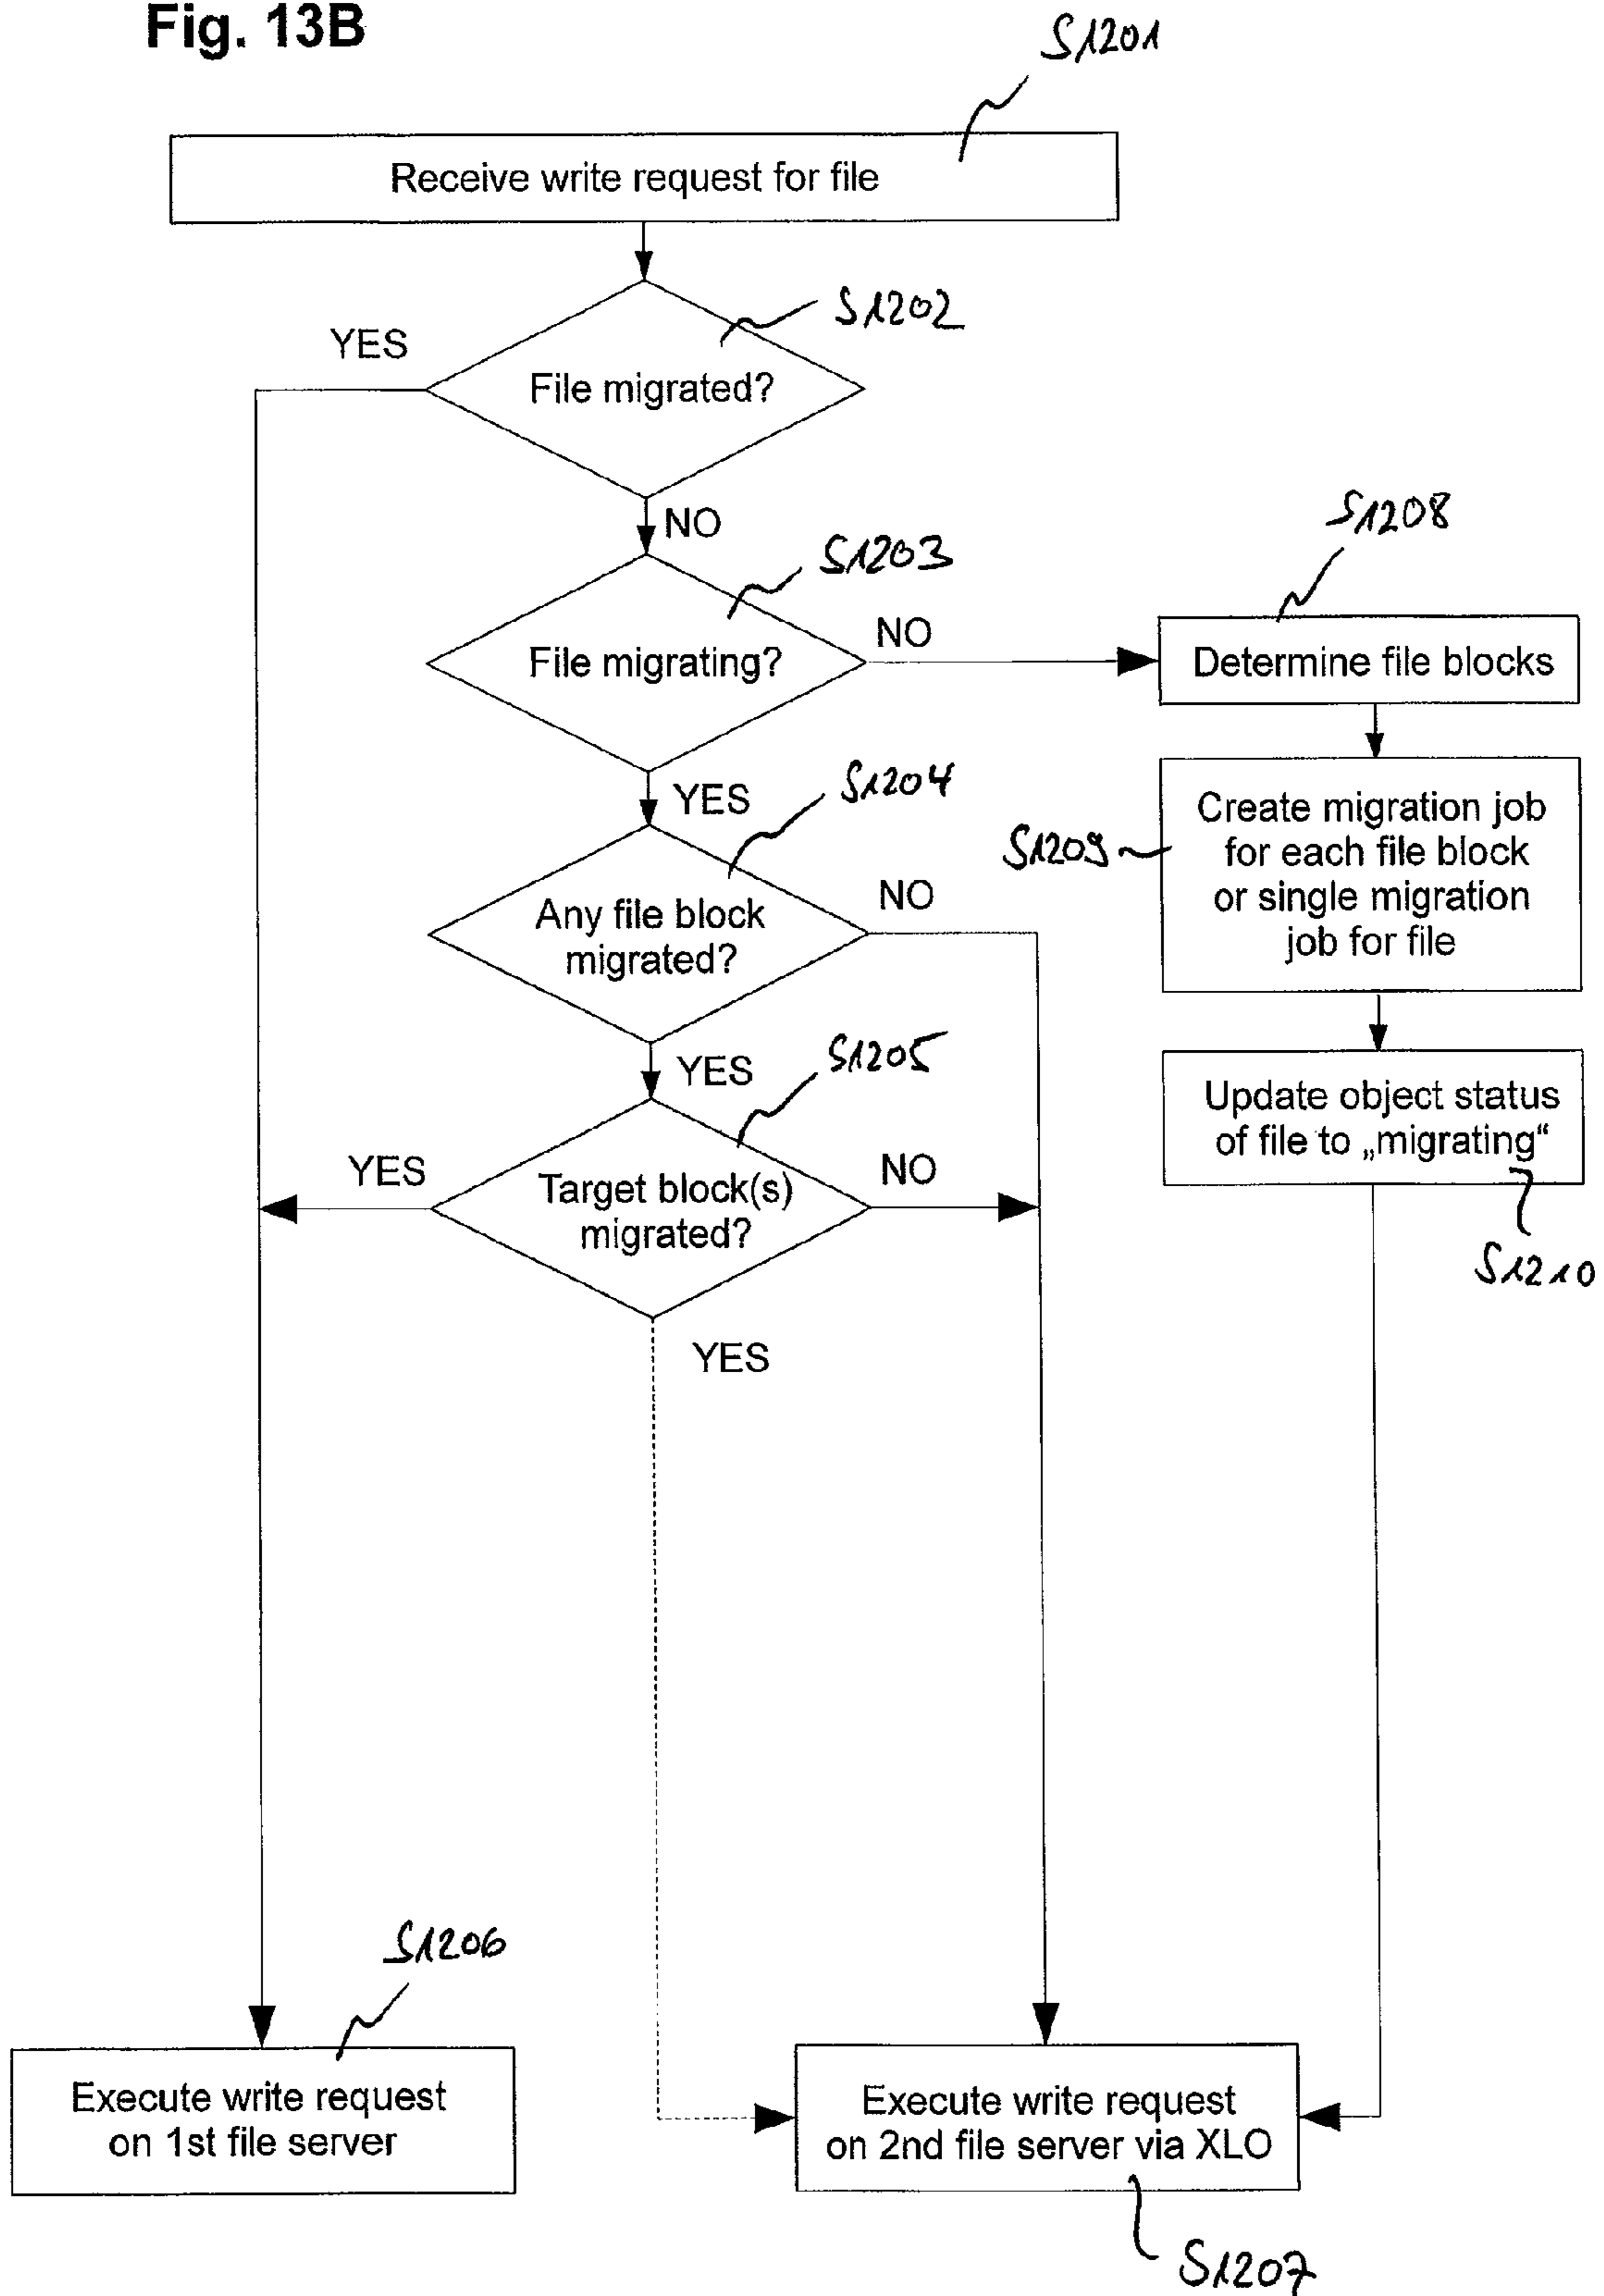 Fig. 13B
S1201
Receive write request for file
S1202
YES
File migrated?
NO
S1203
S1208
File migrating?
NO
Determine file blocks
YES
S1204
Create migration job
for each file block
or single migration
job for file
S1209
Any file block
migrated?
NO
YES
S1205
Update object status
of file to „migrating“
S1210
YES
Target block(s)
migrated?
NO
YES
S1206
Execute write request
on 1st file server
Execute write request
on 2nd file server via XLO
S1207